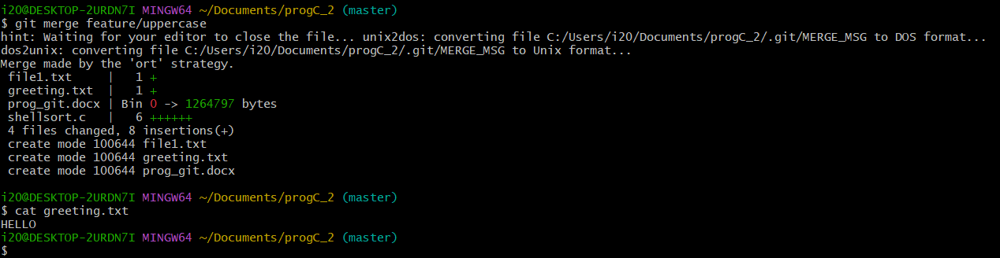 i20@DESKTOP-2URDN7I MINGW64 ~/Documents/progC_2 (master)
$ git merge feature/uppercase
hint: Waiting for your editor to close the file... unix2dos: converting file C:/Users/i20/Documents/progC_2/.git/MERGE_MSG to DOS format...
dos2unix: converting file C:/Users/i20/Documents/progC_2/.git/MERGE_MSG to Unix format...
Merge made by the 'ort' strategy.
 file1.txt     |   1 +
 greeting.txt  |   1 +
 prog_git.docx | Bin 0 -> 1264797 bytes
 shellsort.c   |   6 ++++++
 4 files changed, 8 insertions(+)
 create mode 100644 file1.txt
 create mode 100644 greeting.txt
 create mode 100644 prog_git.docx
i20@DESKTOP-2URDN7I MINGW64 ~/Documents/progC_2 (master)
$ cat greeting.txt
HELLO
i20@DESKTOP-2URDN7I MINGW64 ~/Documents/progC_2 (master)
$